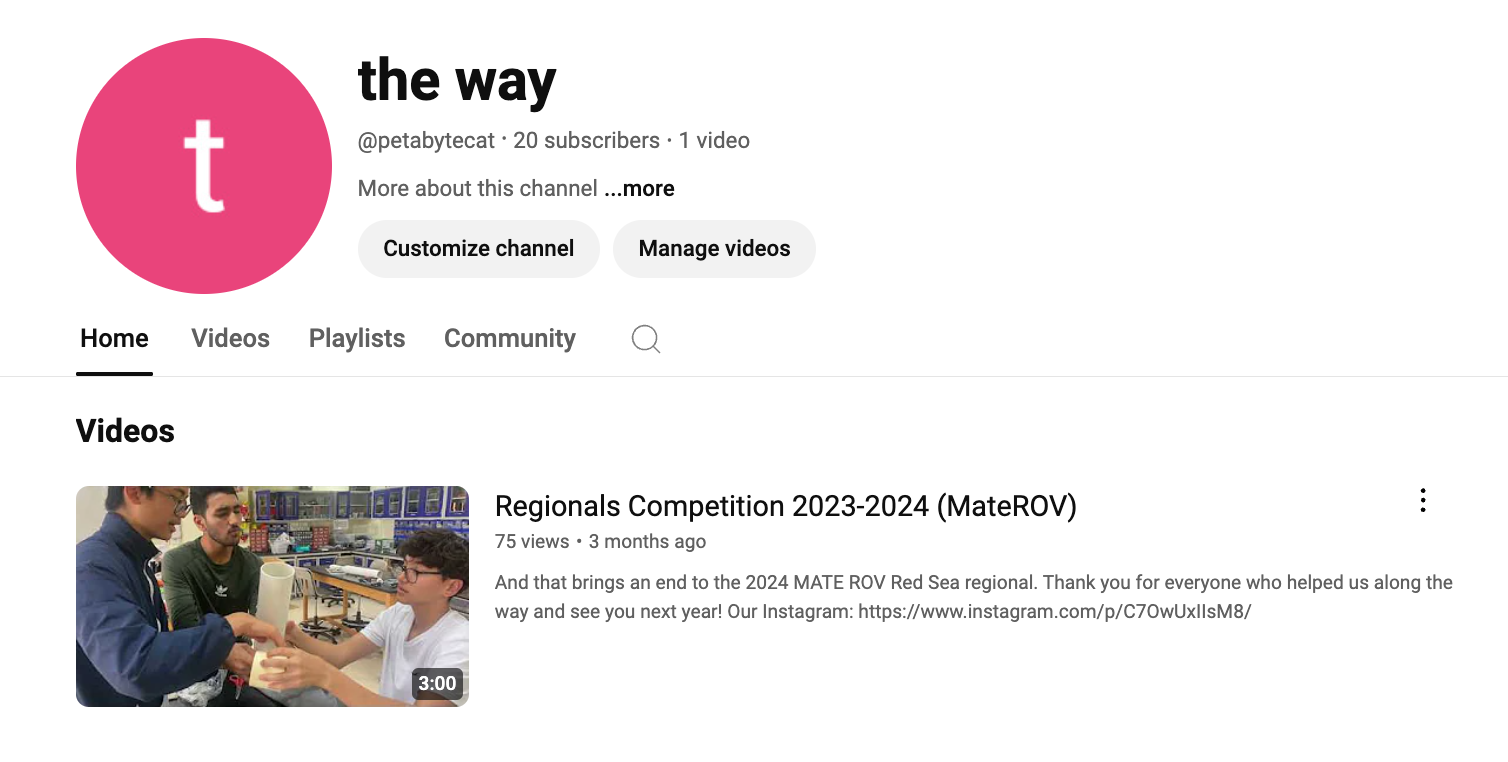 t
the way
@petabytecat · 20 subscribers · 1 video
More about this channel ...more
Customize channel
Manage videos
Home
Videos
Playlists
Community
Videos
Regionals Competition 2023-2024 (MateROV)
75 views • 3 months ago
And that brings an end to the 2024 MATE ROV Red Sea regional. Thank you for everyone who helped us along the
way and see you next year! Our Instagram: https://www.instagram.com/p/C7OwUxIIsM8/
3:00